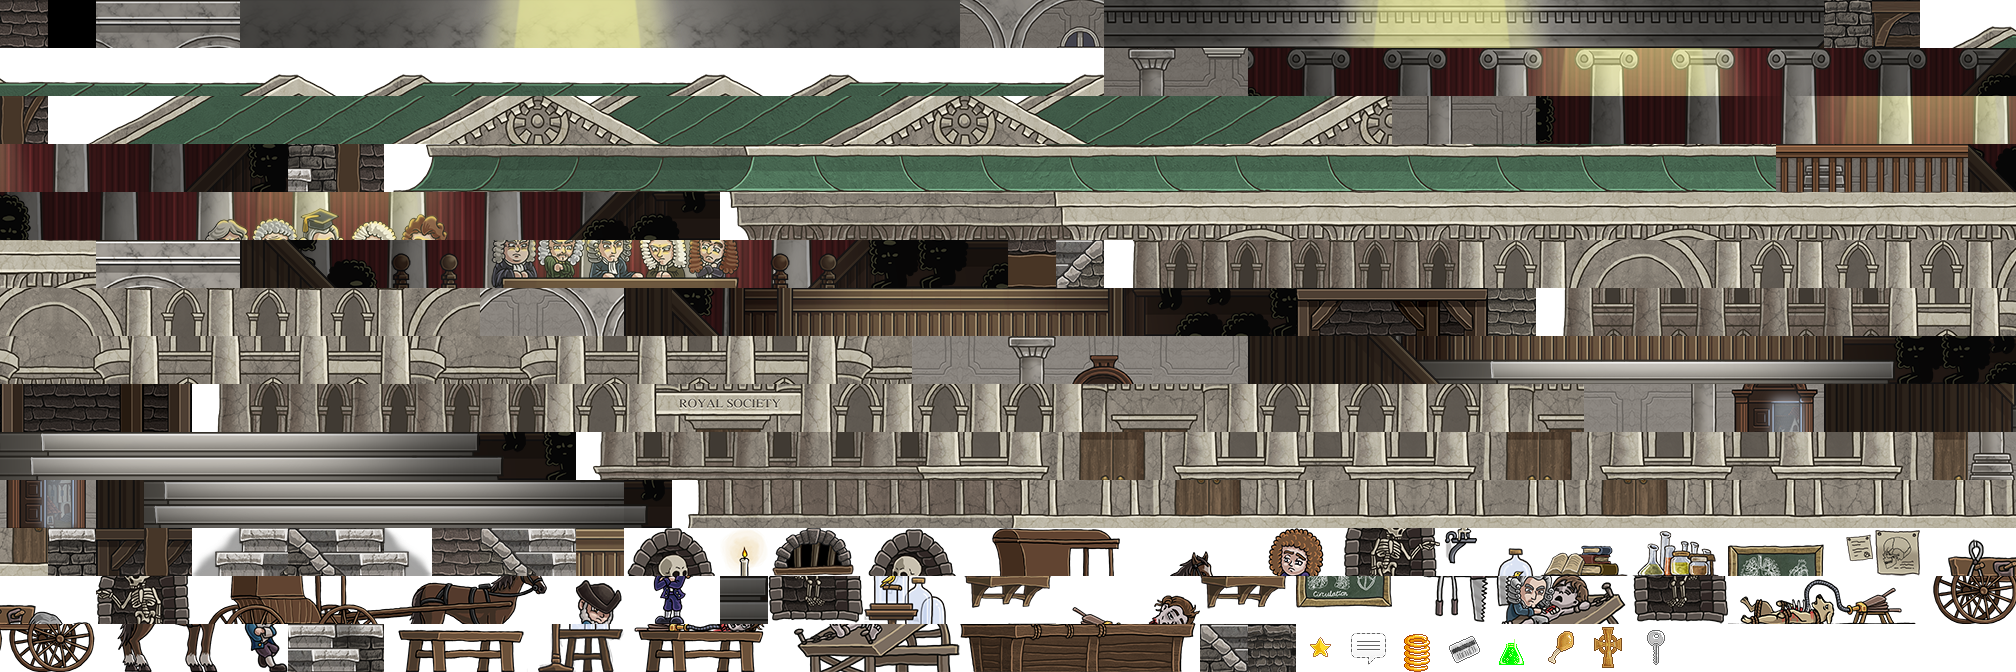 ROYAL SOCIETY
Circulation